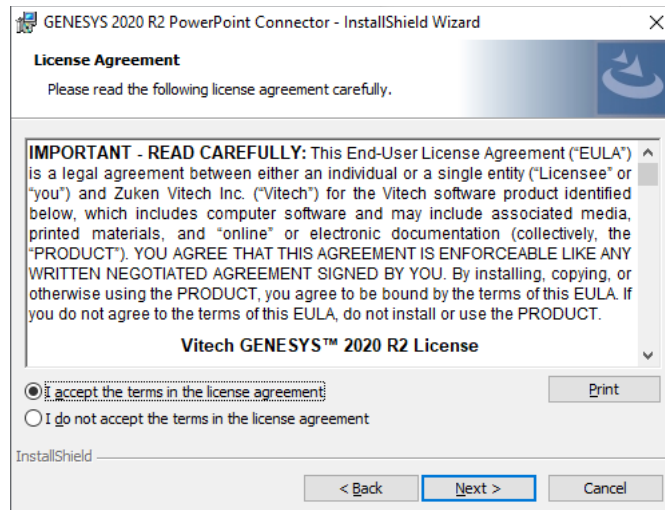 GENESYS 2020 R2 PowerPoint Connector - InstallShield Wizard
License Agreement
Please read the following license agreement carefully.
IMPORTANT - READ CAREFULLY: This End-User License Agreement (“EULA”)
is a legal agreement between either an individual or a single entity (“Licensee” or
“you”) and Zuken Vitech Inc. (“Vitech”) for the Vitech software product identified
below, which includes computer software and may include associated media,
printed materials, and “online” or electronic documentation (collectively, the
“PRODUCT”). YOU AGREE THAT THIS AGREEMENT IS ENFORCEABLE LIKE ANY
WRITTEN NEGOTIATED AGREEMENT SIGNED BY YOU. By installing, copying, or
otherwise using the PRODUCT, you agree to be bound by the terms of this EULA. If
you do not agree to the terms of this EULA, do not install or use the PRODUCT.
Vitech GENESYS™ 2020 R2 License
I accept the terms in the license agreement
Print
I do not accept the terms in the license agreement
InstallShield
< Back
Next >
Cancel